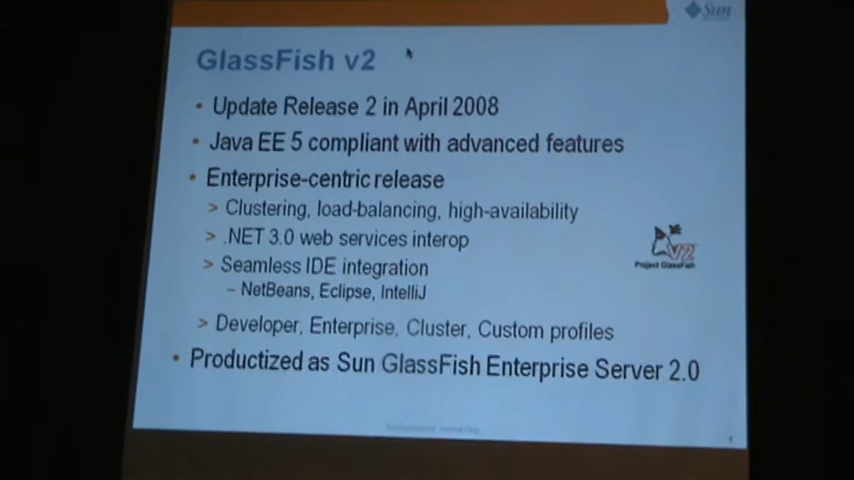 Sun
GlassFish v2
• Update Release 2 in April 2008
• Java EE 5 compliant with advanced features
• Enterprise-centric release
> Clustering, load-balancing, high-availability
> .NET 3.0 web services interop
> Seamless IDE integration
– NetBeans, Eclipse, IntelliJ
V2
Project GlassFish
> Developer, Enterprise, Cluster, Custom profiles
• Productized as Sun GlassFish Enterprise Server 2.0